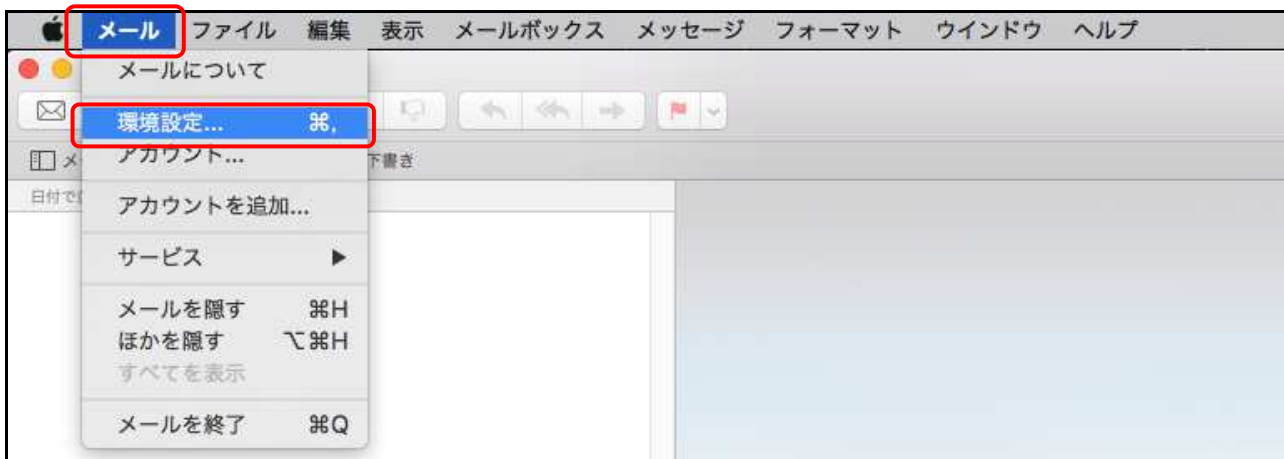 メール ファイル 編集 表示 メールボックス メッセージ フォーマット ウインドウ ヘルプ
メールについて
環境設定... ⌘,
アカウント...
下書き
日付で
アカウントを追加...
サービス ▶
メールを隠す ⌘H
ほかを隠す ⌥⌘H
すべてを表示
メールを終了 ⌘Q